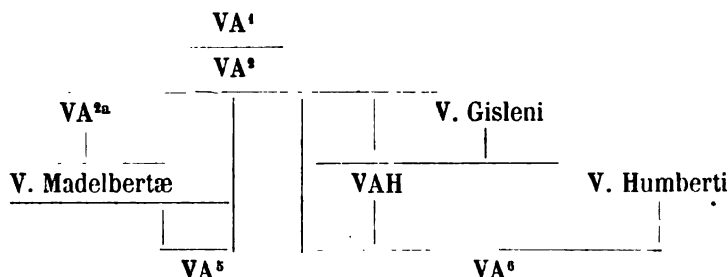 VA¹
VA²
VA²ᵃ V. Gisleni
V. Madelbertæ VAH V. Humberti
VA⁵ VA⁶